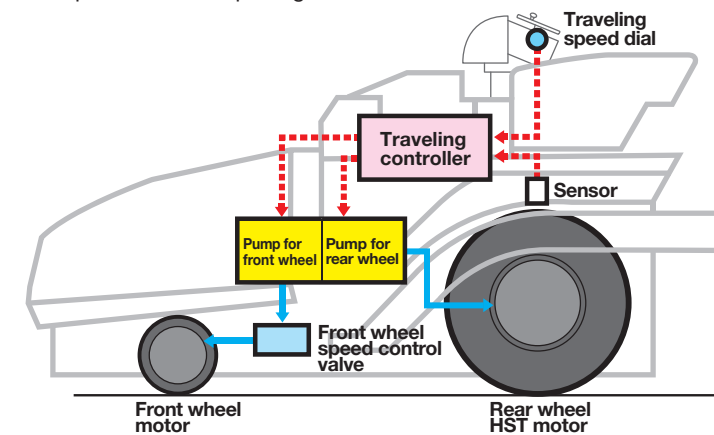 Traveling
speed dial
Traveling
controller
Sensor
Pump for
front wheel
Pump for
rear wheel
Front wheel
speed control
valve
Front wheel
motor
Rear wheel
HST motor